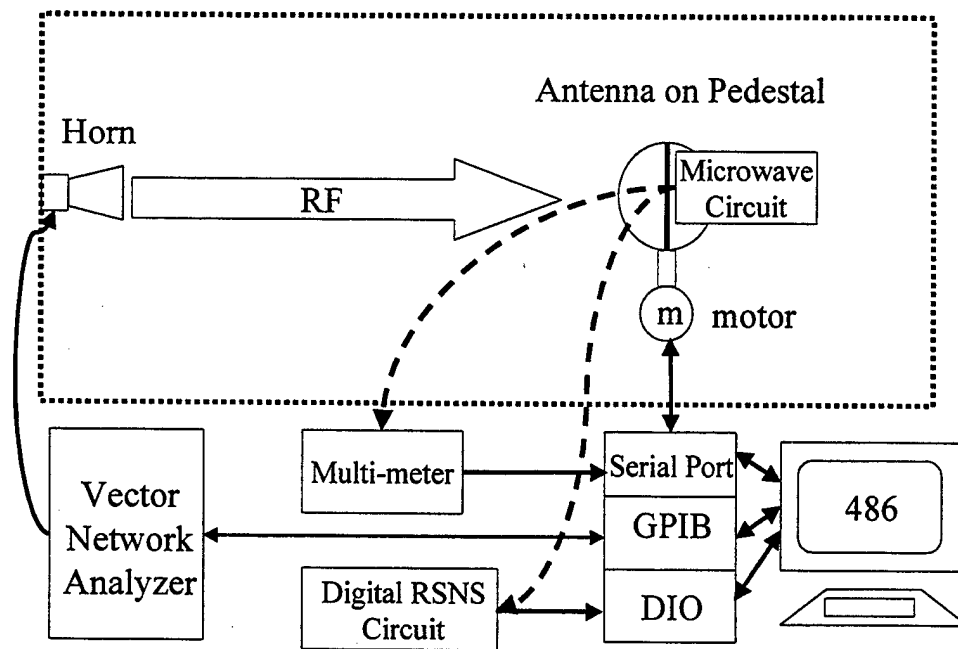 Antenna on Pedestal
Horn
RF
Microwave
Circuit
m
motor
Vector
Network
Analyzer
Multi-meter
Serial Port
GPIB
DIO
486
Digital RSNS
Circuit